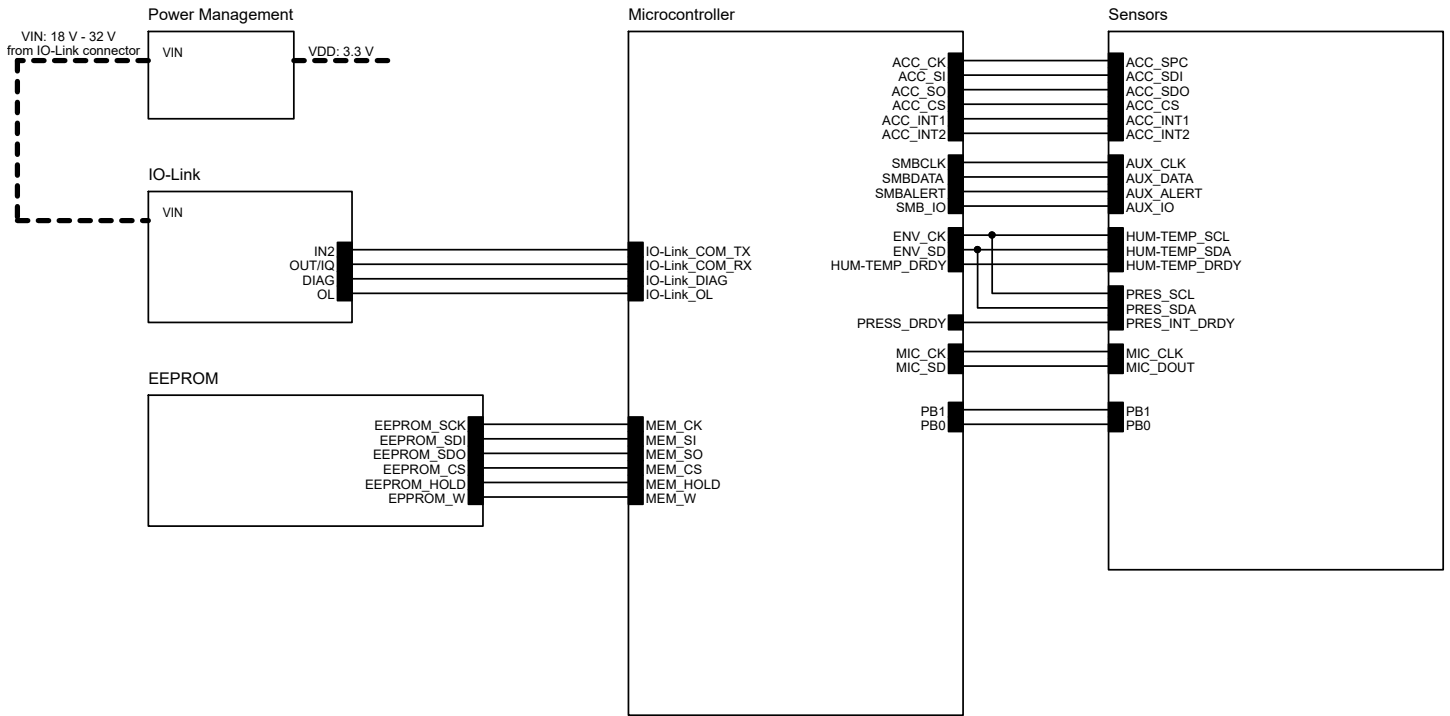 Power Management
VIN: 18 V - 32 V
from IO-Link connector
VIN
VDD: 3.3 V
IO-Link
VIN
IN2
OUT/IQ
DIAG
OL
EEPROM
EEPROM_SCK
EEPROM_SDI
EEPROM_SDO
EEPROM_CS
EEPROM_HOLD
EPPROM_W
Microcontroller
IO-Link_COM_TX
IO-Link_COM_RX
IO-Link_DIAG
IO-Link_OL
MEM_CK
MEM_SI
MEM_SO
MEM_CS
MEM_HOLD
MEM_W
ACC_CK
ACC_SI
ACC_SO
ACC_CS
ACC_INT1
ACC_INT2
SMBCLK
SMBDATA
SMBALERT
SMB_IO
ENV_CK
ENV_SD
HUM-TEMP_DRDY
PRESS_DRDY
MIC_CK
MIC_SD
PB1
PB0
Sensors
ACC_SPC
ACC_SDI
ACC_SDO
ACC_CS
ACC_INT1
ACC_INT2
AUX_CLK
AUX_DATA
AUX_ALERT
AUX_IO
HUM-TEMP_SCL
HUM-TEMP_SDA
HUM-TEMP_DRDY
PRES_SCL
PRES_SDA
PRES_INT_DRDY
MIC_CLK
MIC_DOUT
PB1
PB0